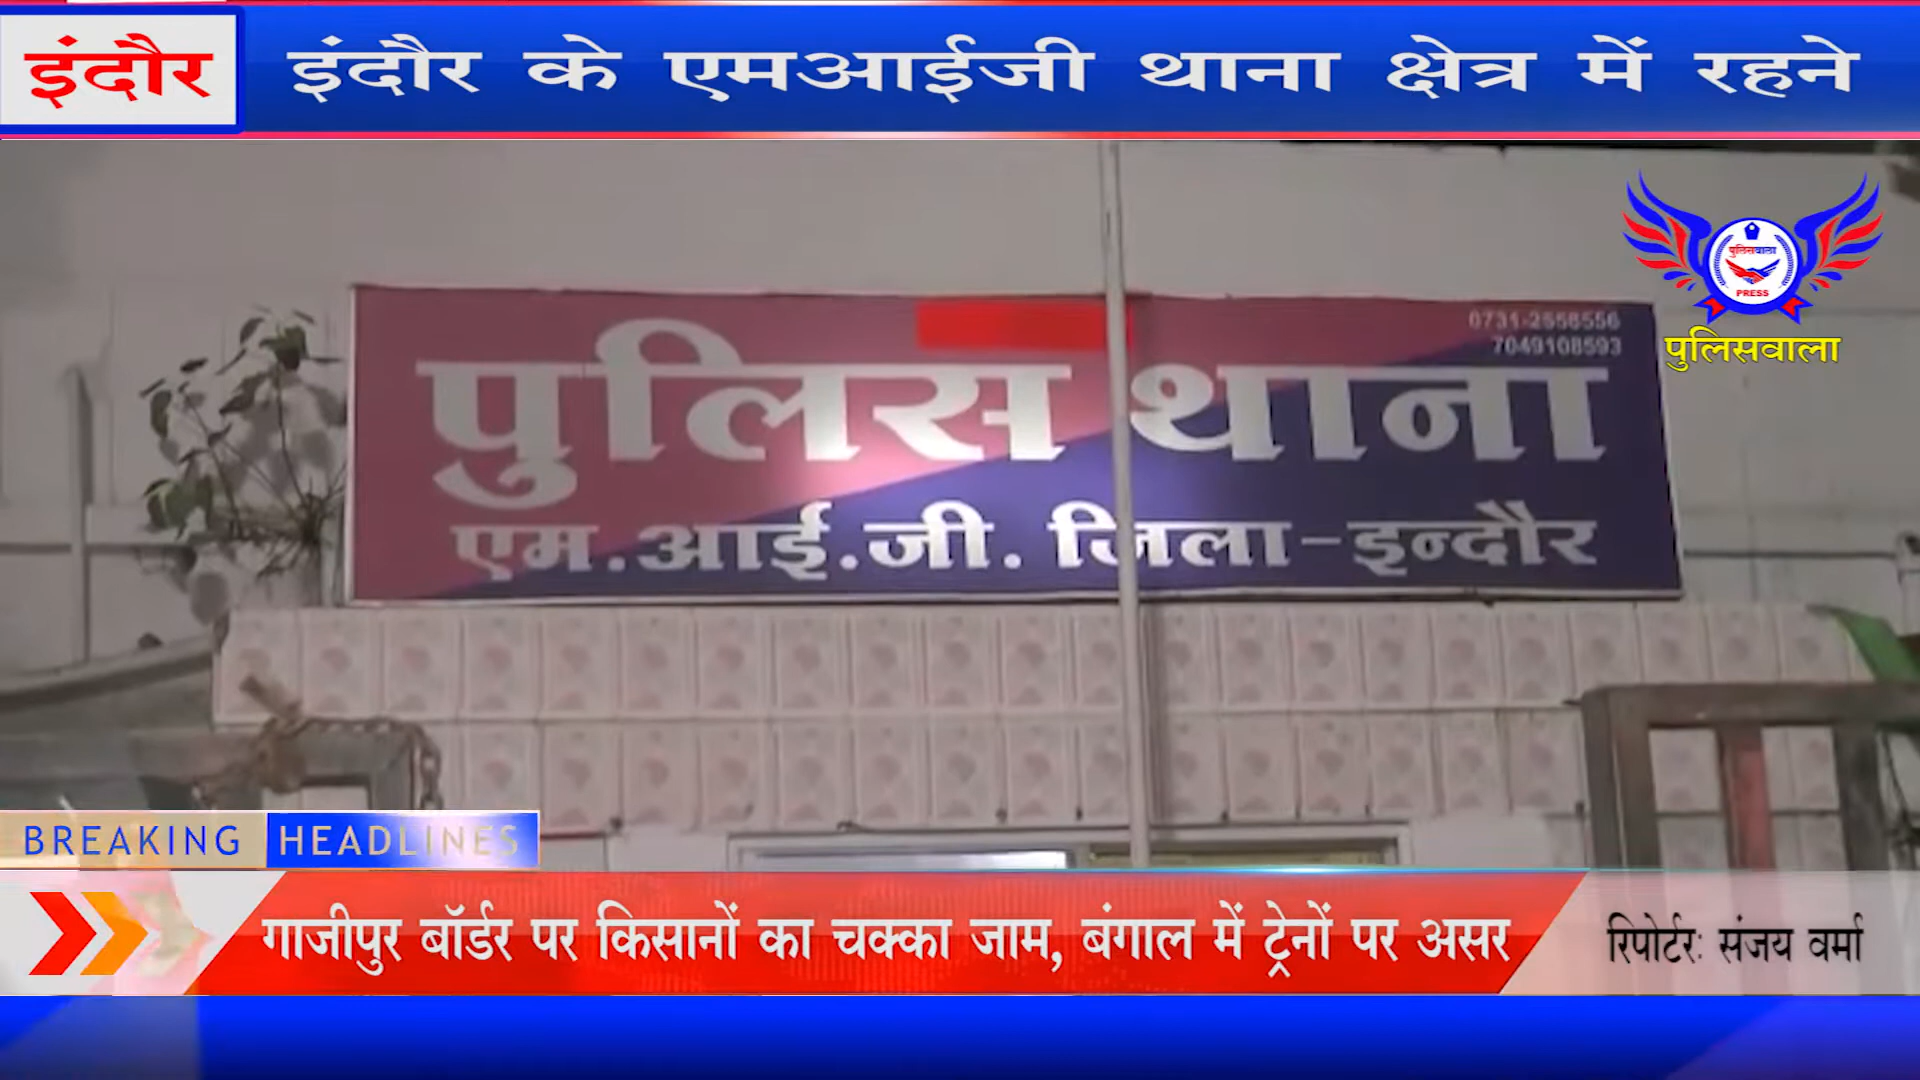 इंदौर
इंदौर के एमआईजी थाना क्षेत्र में रहने
पुलिसवाला
PRESS
पुलिसवाला
0731-2558556
7049108593
पुलिस थाना
एम.आई.जी. जिला-इन्दौर
BREAKING HEADLINES
गाजीपुर बॉर्डर पर किसानों का चक्का जाम, बंगाल में ट्रेनों पर असर
रिपोर्टर: संजय वर्मा